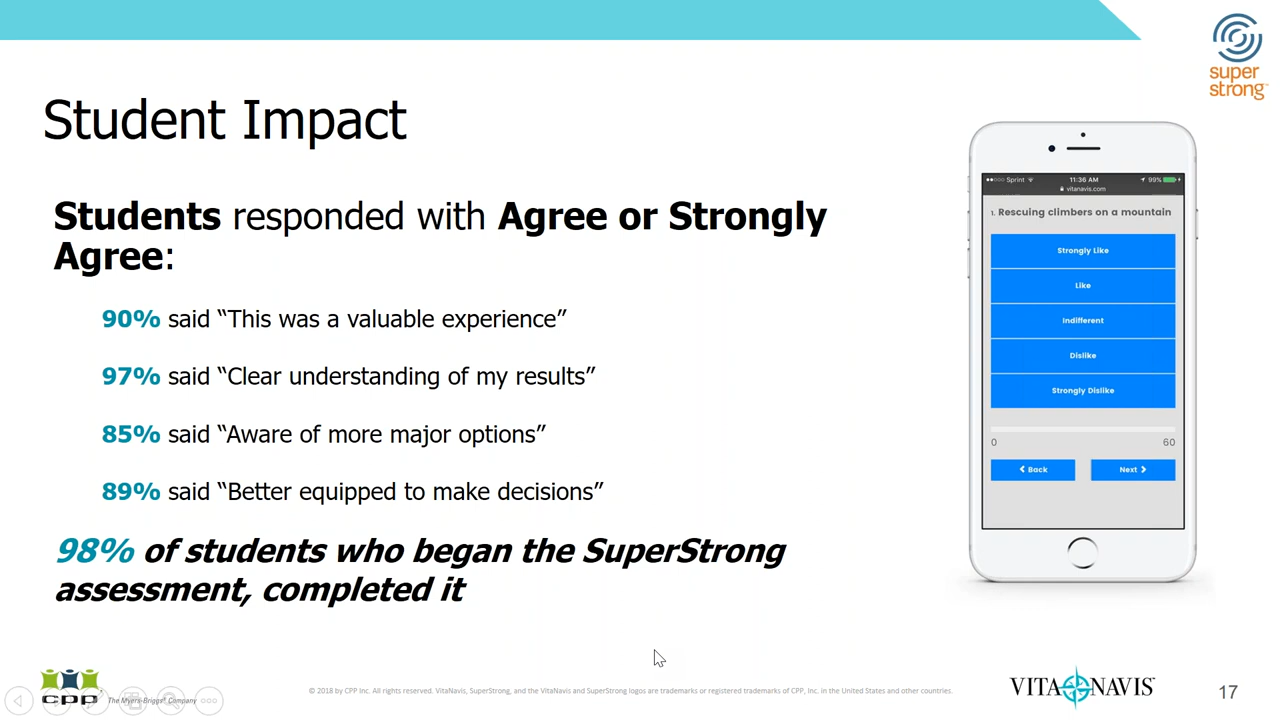 super
strong
Student Impact
Students responded with Agree or Strongly
Agree:
90% said “This was a valuable experience”
97% said “Clear understanding of my results”
85% said “Aware of more major options”
89% said “Better equipped to make decisions”
98% of students who began the SuperStrong
assessment, completed it
Sprint 11:36 AM 99%
vitanavis.com
1. Rescuing climbers on a mountain
Strongly Like
Like
Indifferent
Dislike
Strongly Dislike
0 60
Back Next
cpp The Myers-Briggs® Company
© 2018 by CPP Inc. All rights reserved. VitaNavis, SuperStrong, and the VitaNavis and SuperStrong logos are trademarks or registered trademarks of CPP, Inc. in the United States and other countries.
VITA NAVIS™
17